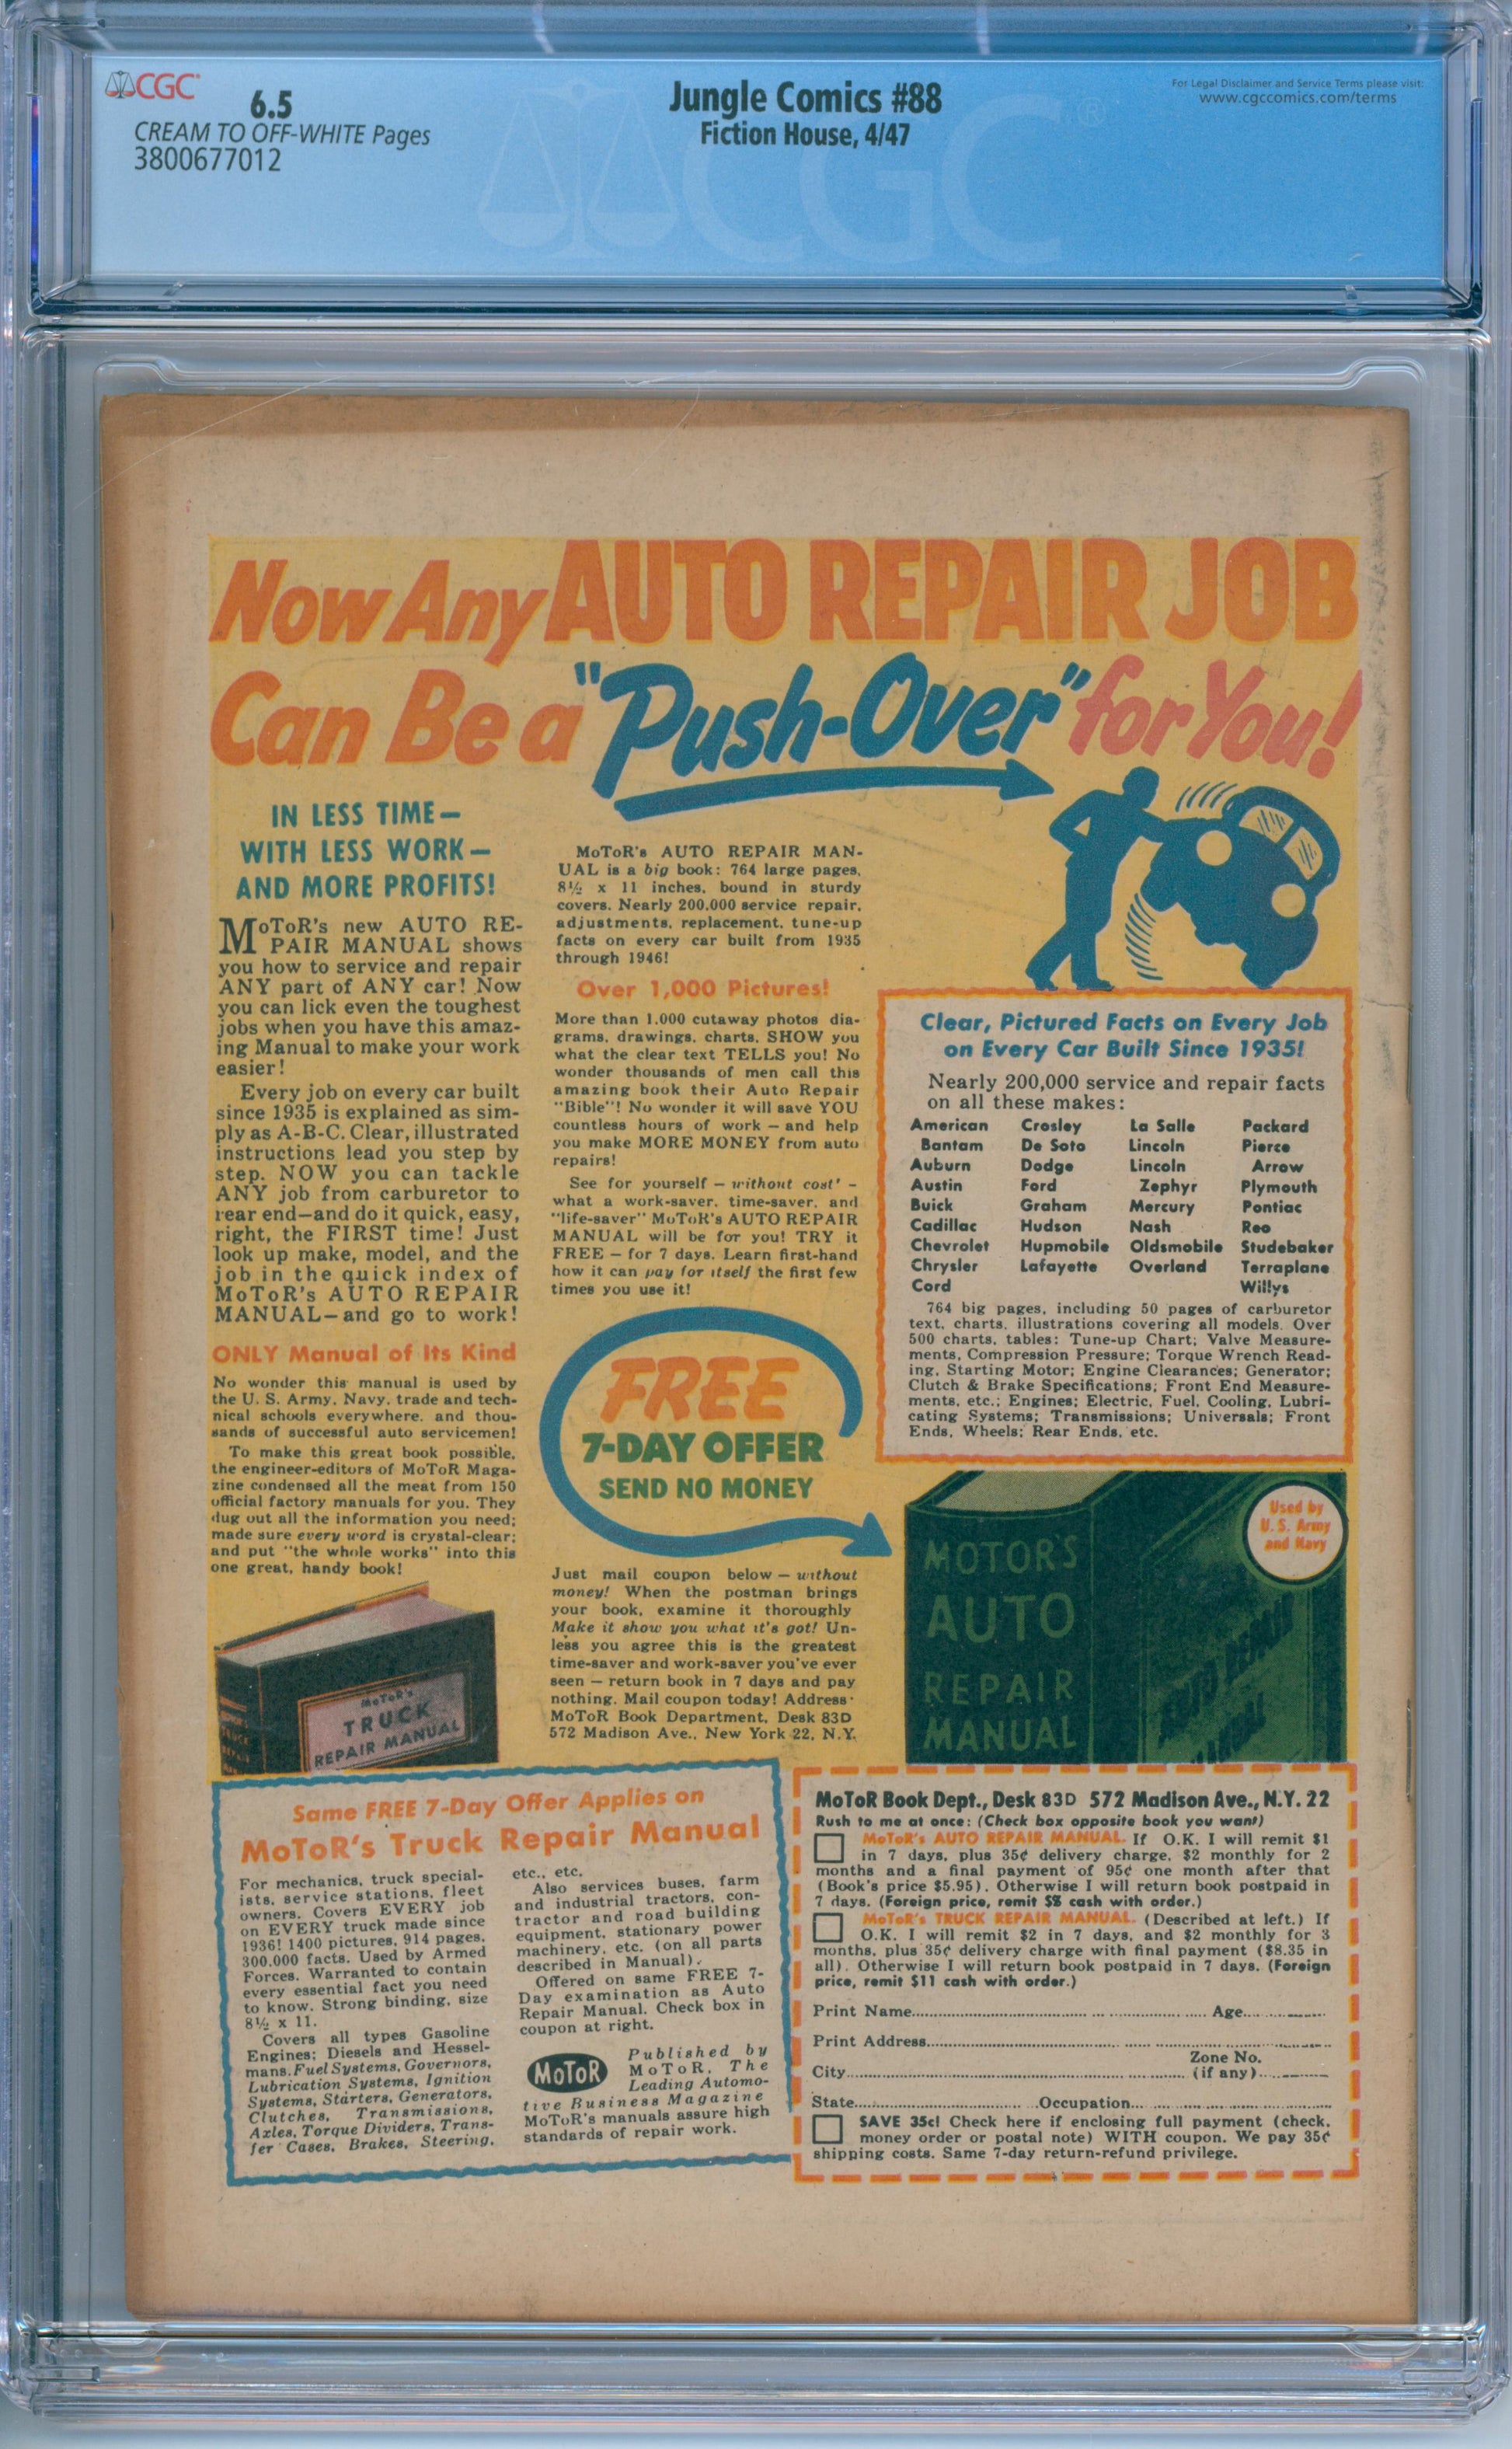 CGC
6.5
CREAM TO OFF-WHITE Pages
3800677012
Jungle Comics #88
Fiction House, 4/47
For Legal Disclaimer and Service Terms please visit:
www.cgccomics.com/terms
CGC
Now Any AUTO REPAIR JOB
Can Be a "Push-Over" for You!
IN LESS TIME—
WITH LESS WORK—
AND MORE PROFITS!
MoToR's new AUTO RE-
PAIR MANUAL shows
you how to service and repair
ANY part of ANY car! Now
you can lick even the toughest
jobs when you have this amaz-
ing Manual to make your work
easier!
Every job on every car built
since 1935 is explained as sim-
ply as A-B-C. Clear, illustrated
instructions lead you step by
step. NOW you can tackle
ANY job from carburetor to
rear end—and do it quick, easy,
right, the FIRST time! Just
look up make, model, and the
job in the quick index of
MoToR's AUTO REPAIR
MANUAL—and go to work!
ONLY Manual of Its Kind
No wonder this manual is used by
the U. S. Army, Navy, trade and tech-
nical schools everywhere, and thou-
sands of successful auto servicemen!
To make this great book possible,
the engineer-editors of MoToR Maga-
zine condensed all the meat from 150
official factory manuals for you. They
dug out all the information you need;
made sure every word is crystal-clear;
and put "the whole works" into this
one great, handy book!
MoToR's
TRUCK
REPAIR MANUAL
MoToR's AUTO REPAIR MAN-
UAL is a big book: 764 large pages,
8½ x 11 inches, bound in sturdy
covers. Nearly 200,000 service repair,
adjustments, replacement, tune-up
facts on every car built from 1935
through 1946!
Over 1,000 Pictures!
More than 1,000 cutaway photos dia-
grams, drawings, charts, SHOW you
what the clear text TELLS you! No
wonder thousands of men call this
amazing book their Auto Repair
"Bible"! No wonder it will save YOU
countless hours of work — and help
you make MORE MONEY from auto
repairs!
See for yourself — without cost' -
what a work-saver, time-saver, and
"life-saver" MoToR's AUTO REPAIR
MANUAL will be for you! TRY it
FREE — for 7 days. Learn first-hand
how it can pay for itself the first few
times you use it!
FREE
7-DAY OFFER
SEND NO MONEY
Just mail coupon below — without
money! When the postman brings
your book, examine it thoroughly
Make it show you what it's got! Un-
less you agree this is the greatest
time-saver and work-saver you've ever
seen — return book in 7 days and pay
nothing. Mail coupon today! Address·
MoToR Book Department, Desk 83D
572 Madison Ave., New York 22, N.Y.
Clear, Pictured Facts on Every Job
on Every Car Built Since 1935!
Nearly 200,000 service and repair facts
on all these makes:
American Crosley La Salle Packard
Bantam De Soto Lincoln Pierce
Auburn Dodge Lincoln Arrow
Austin Ford Zephyr Plymouth
Buick Graham Mercury Pontiac
Cadillac Hudson Nash Reo
Chevrolet Hupmobile Oldsmobile Studebaker
Chrysler Lafayette Overland Terraplane
Cord Willys
764 big pages, including 50 pages of carburetor
text, charts, illustrations covering all models. Over
500 charts, tables: Tune-up Chart; Valve Measure-
ments, Compression Pressure; Torque Wrench Read-
ing, Starting Motor; Engine Clearances; Generator;
Clutch & Brake Specifications; Front End Measure-
ments, etc.; Engines; Electric, Fuel, Cooling, Lubri-
cating Systems; Transmissions; Universals; Front
Ends, Wheels; Rear Ends, etc.
Used by
U. S. Army
and Navy
MOTORS
AUTO
REPAIR
MANUAL
AUTO REPAIR
MANUAL
Same FREE 7-Day Offer Applies on
MoToR's Truck Repair Manual
For mechanics, truck special-
ists, service stations, fleet
owners. Covers EVERY job
on EVERY truck made since
1936! 1400 pictures, 914 pages,
300,000 facts. Used by Armed
Forces. Warranted to contain
every essential fact you need
to know. Strong binding, size
8½ x 11.
Covers all types Gasoline
Engines; Diesels and Hessel-
mans. Fuel Systems, Governors,
Lubrication Systems, Ignition
Systems, Starters, Generators,
Clutches, Transmissions,
Axles, Torque Dividers, Trans-
fer Cases, Brakes, Steering,
etc., etc.
Also services buses, farm
and industrial tractors, con-
tractor and road building
equipment, stationary power
machinery, etc. (on all parts
described in Manual).
Offered on same FREE 7-
Day examination as Auto
Repair Manual. Check box in
coupon at right.
MoToR
Published by
MoToR, The
Leading Automo-
tive Business Magazine
MoToR's manuals assure high
standards of repair work.
MoToR Book Dept., Desk 83D 572 Madison Ave., N.Y. 22
Rush to me at once: (Check box opposite book you want)
MoToR's AUTO REPAIR MANUAL. If O.K. I will remit $1
in 7 days, plus 35¢ delivery charge, $2 monthly for 2
months and a final payment of 95¢ one month after that
(Book's price $5.95). Otherwise I will return book postpaid in
7 days. (Foreign price, remit $8 cash with order.)
MoToR's TRUCK REPAIR MANUAL. (Described at left.) If
O.K. I will remit $2 in 7 days, and $2 monthly for 3
months, plus 35¢ delivery charge with final payment ($8.35 in
all). Otherwise I will return book postpaid in 7 days. (Foreign
price, remit $11 cash with order.)
Print Name.......... Age..........
Print Address..........
Zone No.
City.......... (if any)..........
State.......... Occupation..........
SAVE 35c! Check here if enclosing full payment (check,
money order or postal note) WITH coupon. We pay 35¢
shipping costs. Same 7-day return-refund privilege.